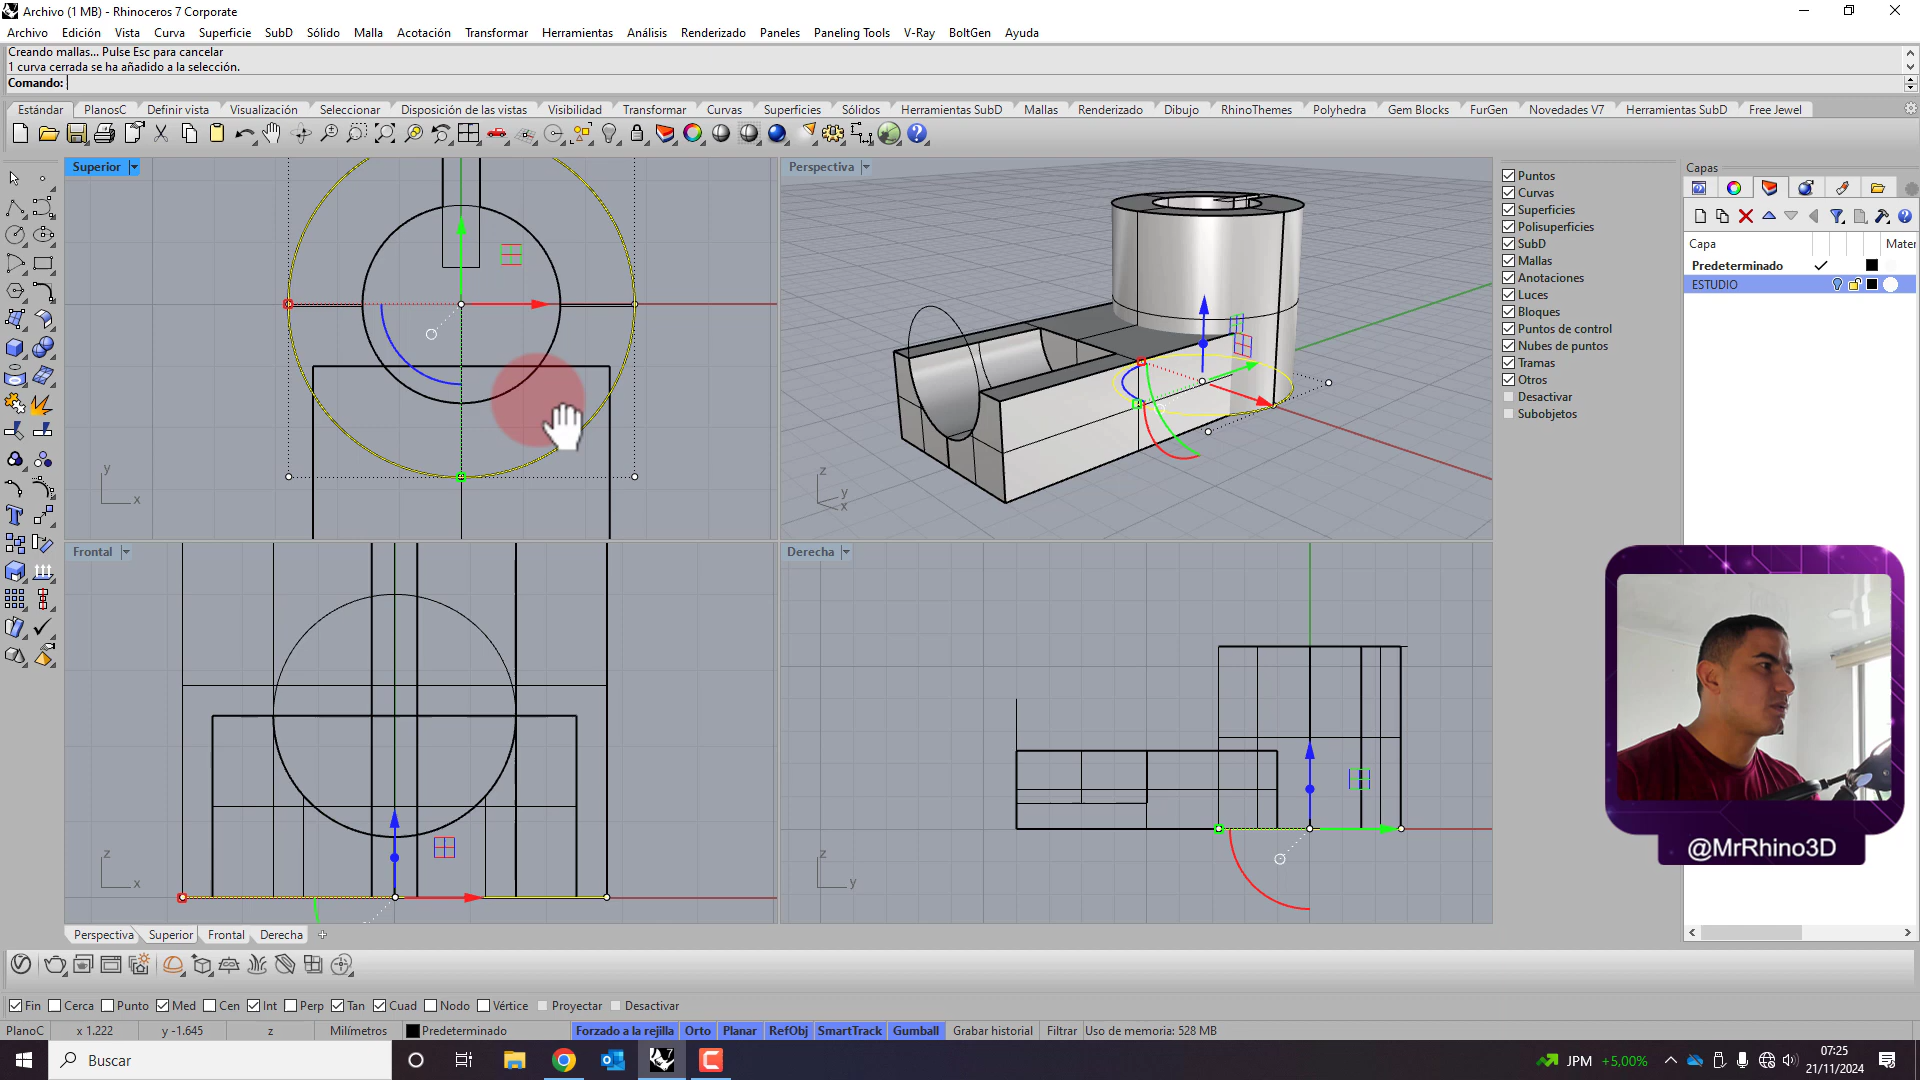 Archivo (1 MB) - Rhinoceros 7 Corporate
Archivo Edición Vista Curva Superficie SubD Sólido Malla Acotación Transformar Herramientas Análisis Renderizado Paneles Paneling Tools V-Ray BoltGen Ayuda
Creando mallas... Pulse Esc para cancelar
1 curva cerrada se ha añadido a la selección.
Comando:
Estándar PlanosC Definir vista Visualización Seleccionar Disposición de las vistas Visibilidad Transformar Curvas Superficies Sólidos Herramientas SubD Mallas Renderizado Dibujo RhinoThemes Polyhedra Gem Blocks FurGen Novedades V7 Herramientas SubD Free Jewel
Superior
Perspectiva
Frontal
Derecha
y
x
z
y
x
z
x
z
y
Puntos
Curvas
Superficies
Polisuperficies
SubD
Mallas
Anotaciones
Luces
Bloques
Puntos de control
Nubes de puntos
Tramas
Otros
Desactivar
Subobjetos
Capas
Capa Mater
Predeterminado
ESTUDIO
@MrRhino3D
Perspectiva Superior Frontal Derecha
Fin Cerca Punto Med Cen Int Perp Tan Cuad Nodo Vértice Proyectar Desactivar
PlanoC x 1.222 y -1.645 z Milímetros Predeterminado Forzado a la rejilla Orto Planar RefObj SmartTrack Gumball Grabar historial Filtrar Uso de memoria: 528 MB
Buscar
JPM +5,00%
07:25
21/11/2024